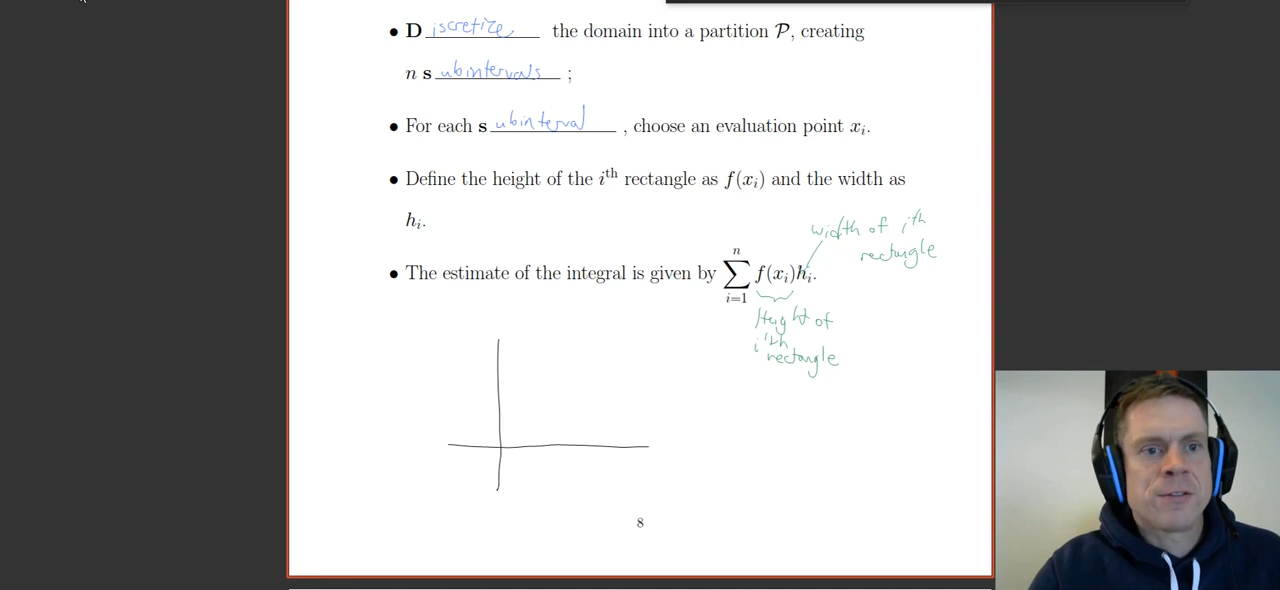 • Discretize the domain into a partition P, creating
n subintervals ;
• For each subinterval , choose an evaluation point xᵢ.
• Define the height of the iᵗʰ rectangle as f(xᵢ) and the width as
hᵢ.
width of iᵗʰ
rectangle
• The estimate of the integral is given by ∑ᵢ₌₁ⁿ f(xᵢ)hᵢ.
Height of
i'th
rectangle
8